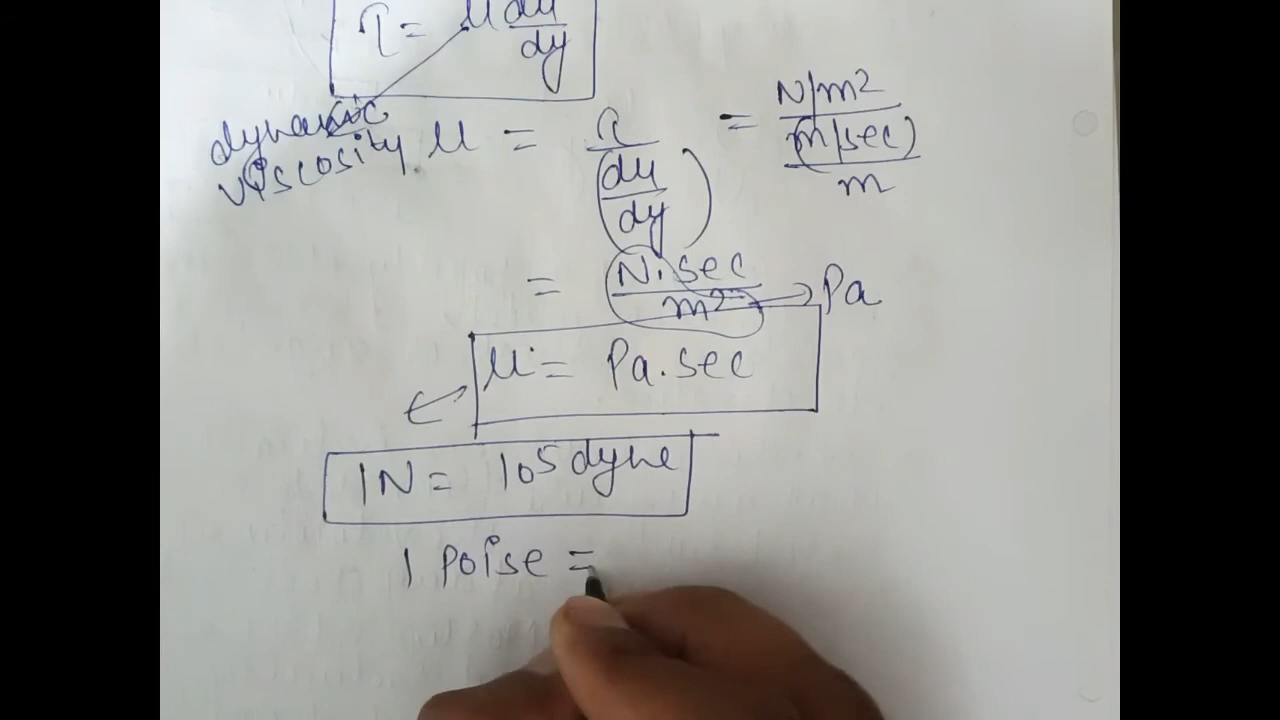 τ = μ du/dy
dynamic
viscosity μ = τ/(du/dy) = N/m²/(m/sec)/m
= N.sec/m² → Pa
μ = Pa.sec
1N = 10⁵ dyne
1 poise =